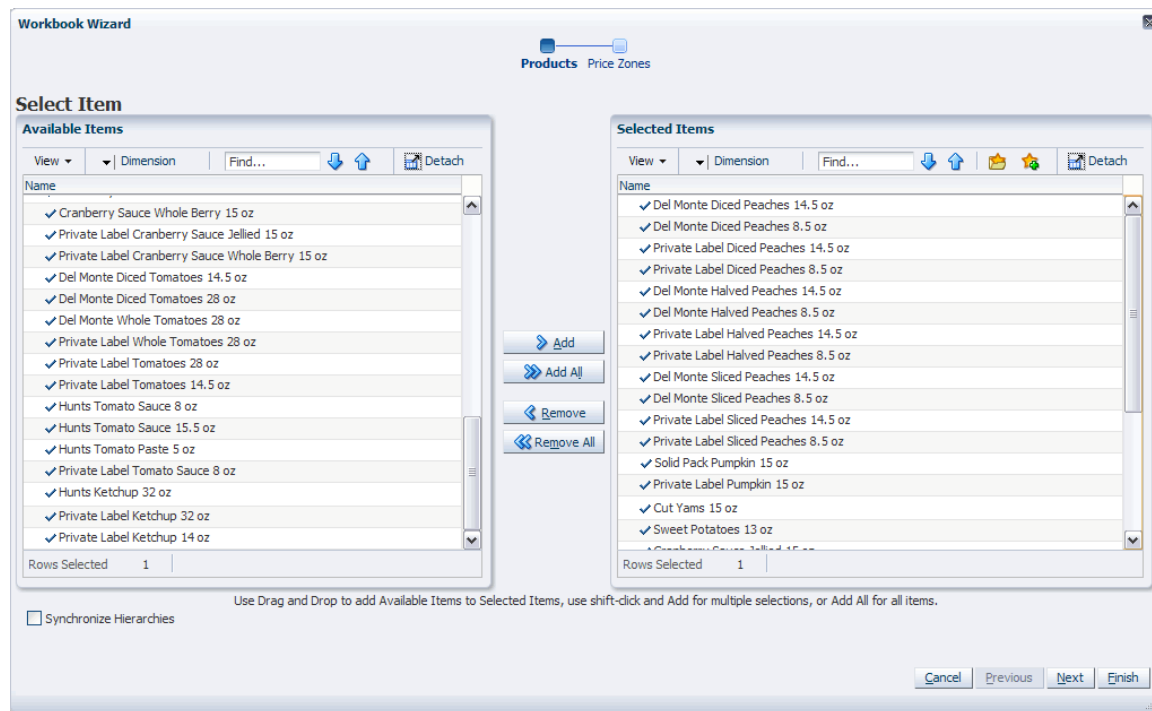 Workbook Wizard
Products Price Zones
Select Item
Available Items
View Dimension Find... Detach
Name
Cranberry Sauce Whole Berry 15 oz
Private Label Cranberry Sauce Jellied 15 oz
Private Label Cranberry Sauce Whole Berry 15 oz
Del Monte Diced Tomatoes 14.5 oz
Del Monte Diced Tomatoes 28 oz
Del Monte Whole Tomatoes 28 oz
Private Label Whole Tomatoes 28 oz
Private Label Tomatoes 28 oz
Private Label Tomatoes 14.5 oz
Hunts Tomato Sauce 8 oz
Hunts Tomato Sauce 15.5 oz
Hunts Tomato Paste 5 oz
Private Label Tomato Sauce 8 oz
Hunts Ketchup 32 oz
Private Label Ketchup 32 oz
Private Label Ketchup 14 oz
Rows Selected 1
Add
Add All
Remove
Remove All
Selected Items
View Dimension Find... Detach
Name
Del Monte Diced Peaches 14.5 oz
Del Monte Diced Peaches 8.5 oz
Private Label Diced Peaches 14.5 oz
Private Label Diced Peaches 8.5 oz
Del Monte Halved Peaches 14.5 oz
Del Monte Halved Peaches 8.5 oz
Private Label Halved Peaches 14.5 oz
Private Label Halved Peaches 8.5 oz
Del Monte Sliced Peaches 14.5 oz
Del Monte Sliced Peaches 8.5 oz
Private Label Sliced Peaches 14.5 oz
Private Label Sliced Peaches 8.5 oz
Solid Pack Pumpkin 15 oz
Private Label Pumpkin 15 oz
Cut Yams 15 oz
Sweet Potatoes 13 oz
Cranberry Sauce Jellied 15 oz
Rows Selected 1
Use Drag and Drop to add Available Items to Selected Items, use shift-click and Add for multiple selections, or Add All for all items.
Synchronize Hierarchies
Cancel Previous Next Finish